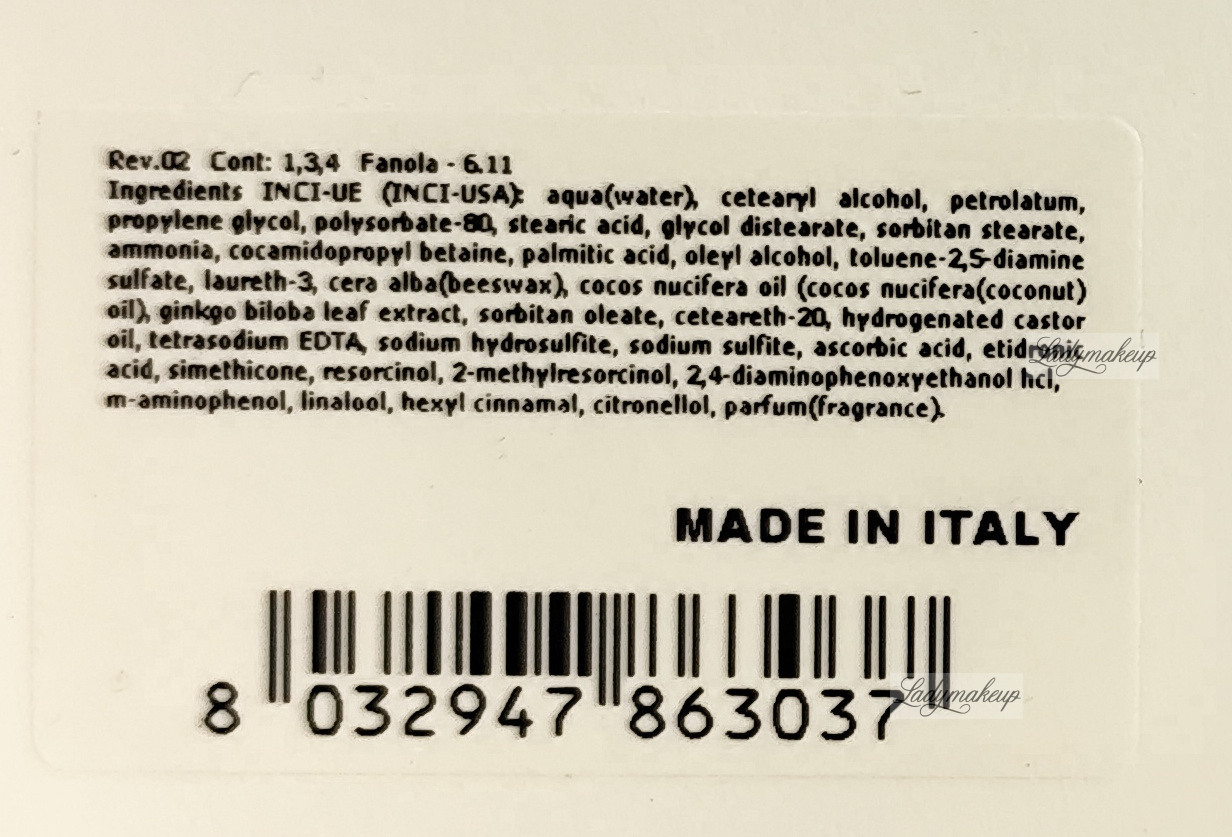 Rev.02 Cont: 1,3,4 Fanola - 6.11
Ingredients INCI-UE (INCI-USA): aqua(water), cetearyl alcohol, petrolatum,
propylene glycol, polysorbate-80, stearic acid, glycol distearate, sorbitan stearate,
ammonia, cocamidopropyl betaine, palmitic acid, oleyl alcohol, toluene-2,5-diamine
sulfate, laureth-3, cera alba(beeswax), cocos nucifera oil (cocos nucifera(coconut)
oil), ginkgo biloba leaf extract, sorbitan oleate, ceteareth-20, hydrogenated castor
oil, tetrasodium EDTA, sodium hydrosulfite, sodium sulfite, ascorbic acid, etidronic
Ladymakeup
acid, simethicone, resorcinol, 2-methylresorcinol, 2,4-diaminophenoxyethanol hcl,
m-aminophenol, linalool, hexyl cinnamal, citronellol, parfum(fragrance).
MADE IN ITALY
8 032947 863037
Ladymakeup